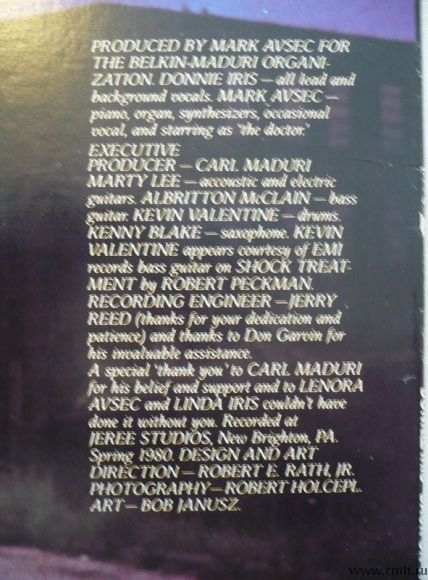 PRODUCED BY MARK AVSEC FOR
THE BELKIN-MADURI ORGANI-
ZATION. DONNIE IRIS — all lead and
background vocals. MARK AVSEC —
piano, organ, synthesizers, occasional
vocal, and starring as 'the doctor.'
EXECUTIVE
PRODUCER — CARL MADURI
MARTY LEE — accoustic and electric
guitars. ALBRITTON McCLAIN — bass
guitar. KEVIN VALENTINE — drums.
KENNY BLAKE — saxophone. KEVIN
VALENTINE appears courtesy of EMI
records bass guitar on SHOCK TREAT-
MENT by ROBERT PECKMAN.
RECORDING ENGINEER — JERRY
REED (thanks for your dedication and
patience) and thanks to Don Garvin for
his invaluable assistance.
A special 'thank you' to CARL MADURI
for his belief and support and to LENORA
AVSEC and LINDA IRIS couldn't have
done it without you. Recorded at
JEREE STUDIOS, New Brighton, PA.
Spring 1980. DESIGN AND ART
DIRECTION — ROBERT E. RATH, JR.
PHOTOGRAPHY — ROBERT HOLCEPL.
ART — BOB JANUSZ.
www.cmlt.ru